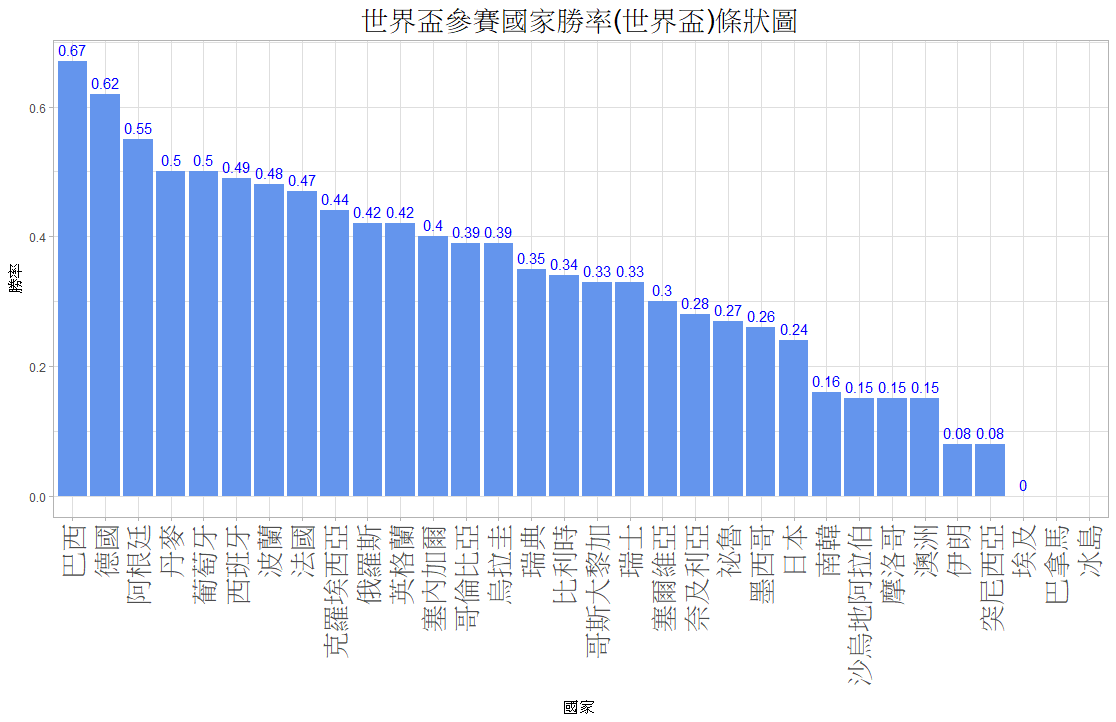 世界盃參賽國家勝率(世界盃)條狀圖
0.67
0.62
0.55
0.5
0.5
0.49
0.48
0.47
0.44
0.42
0.42
0.4
0.39
0.39
0.35
0.34
0.33
0.33
0.3
0.28
0.27
0.26
0.24
0.16
0.15
0.15
0.15
0.08
0.08
0
勝率
0.6
0.4
0.2
0.0
巴西
德國
阿根廷
丹麥
葡萄牙
西班牙
波蘭
法國
克羅埃西亞
俄羅斯
英格蘭
塞內加爾
哥倫比亞
烏拉圭
瑞典
比利時
哥斯大黎加
瑞士
塞爾維亞
奈及利亞
祕魯
墨西哥
日本
南韓
沙烏地阿拉伯
摩洛哥
澳洲
伊朗
突尼西亞
埃及
巴拿馬
冰島
國家